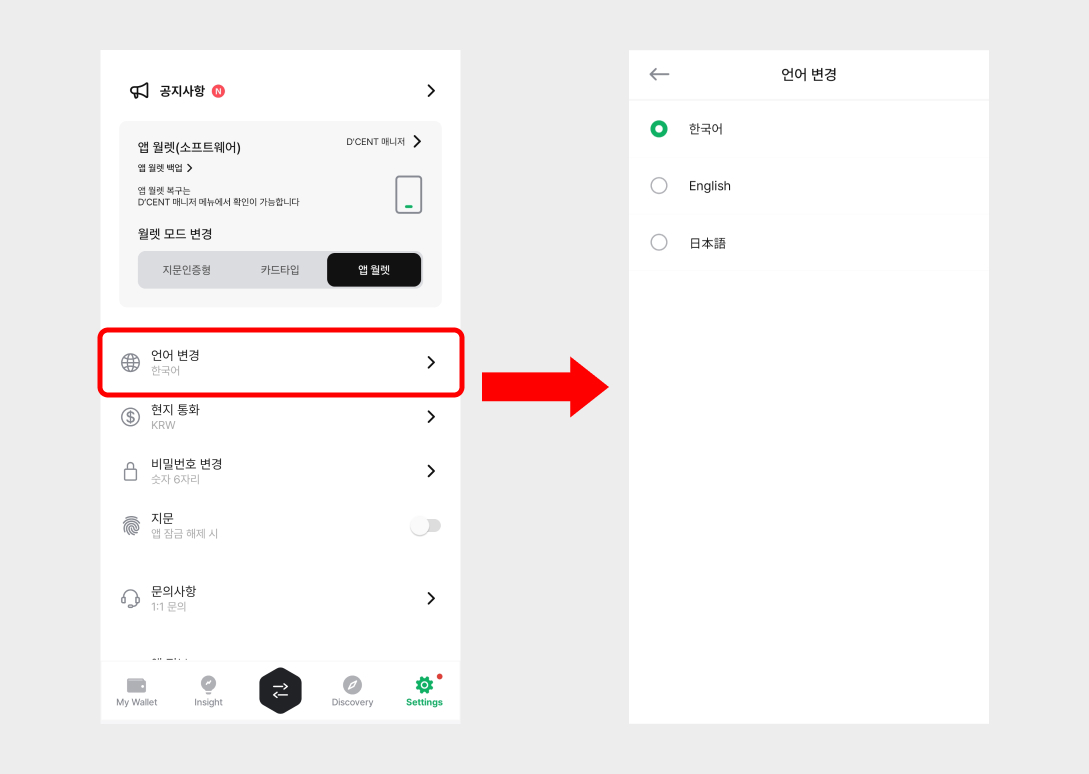 공지사항 N
앱 월렛(소프트웨어)
D'CENT 매니저
앱 월렛 백업
앱 월렛 복구는
D'CENT 매니저 메뉴에서 확인이 가능합니다
월렛 모드 변경
지문인증형 카드타입 앱 월렛
언어 변경
한국어
현지 통화
KRW
비밀번호 변경
숫자 6자리
지문
앱 잠금 해제 시
문의사항
1:1 문의
My Wallet Insight Discovery Settings
언어 변경
한국어
English
日本語